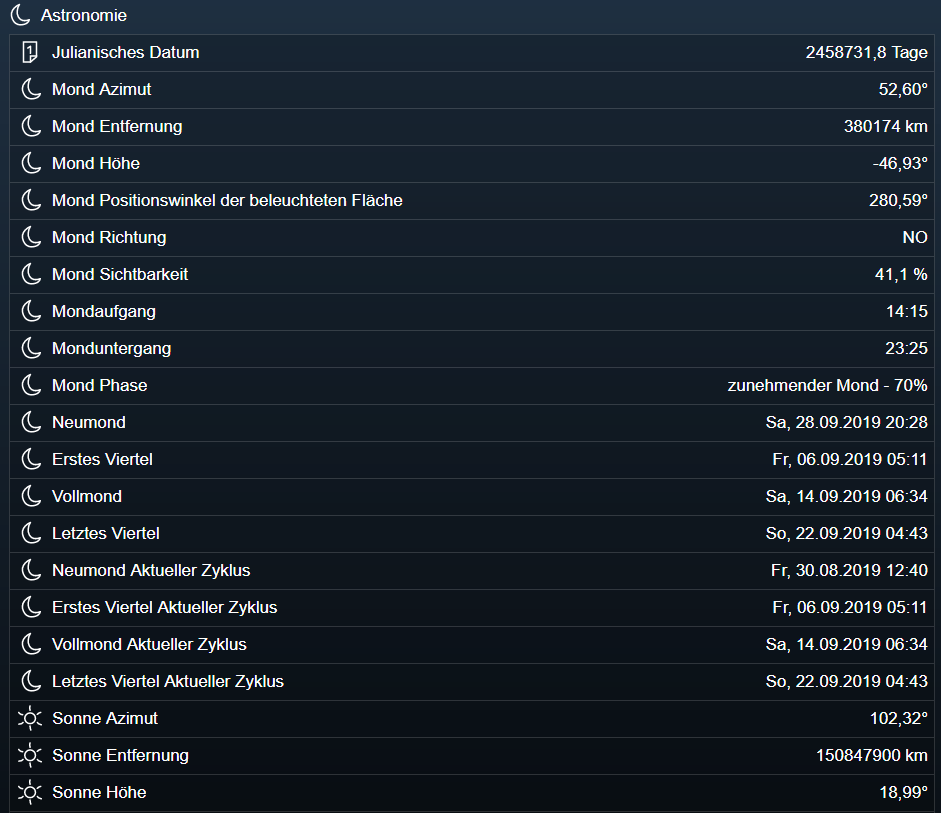 Astronomie
Julianisches Datum 2458731,8 Tage
Mond Azimut 52,60°
Mond Entfernung 380174 km
Mond Höhe -46,93°
Mond Positionswinkel der beleuchteten Fläche 280,59°
Mond Richtung NO
Mond Sichtbarkeit 41,1 %
Mondaufgang 14:15
Monduntergang 23:25
Mond Phase zunehmender Mond - 70%
Neumond Sa, 28.09.2019 20:28
Erstes Viertel Fr, 06.09.2019 05:11
Vollmond Sa, 14.09.2019 06:34
Letztes Viertel So, 22.09.2019 04:43
Neumond Aktueller Zyklus Fr, 30.08.2019 12:40
Erstes Viertel Aktueller Zyklus Fr, 06.09.2019 05:11
Vollmond Aktueller Zyklus Sa, 14.09.2019 06:34
Letztes Viertel Aktueller Zyklus So, 22.09.2019 04:43
Sonne Azimut 102,32°
Sonne Entfernung 150847900 km
Sonne Höhe 18,99°